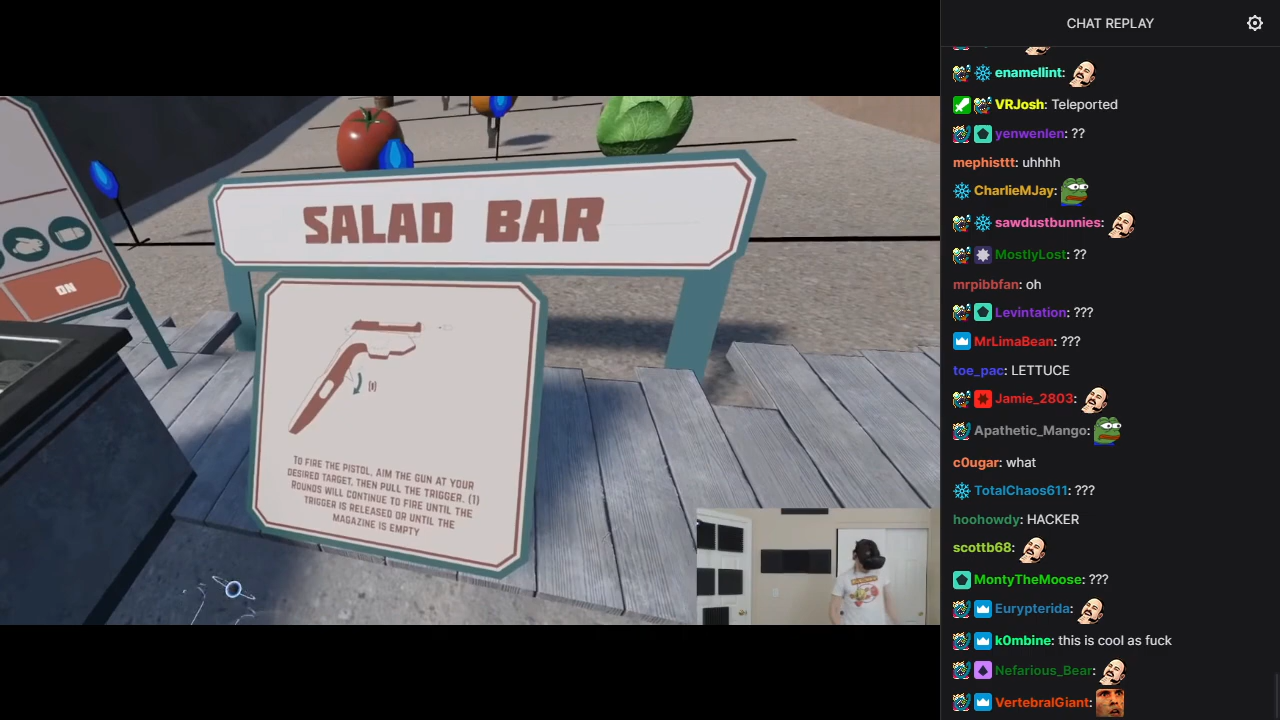 SALAD BAR
ON
(1)
TO FIRE THE PISTOL, AIM THE GUN AT YOUR
DESIRED TARGET, THEN PULL THE TRIGGER. (1)
ROUNDS WILL CONTINUE TO FIRE UNTIL THE
TRIGGER IS RELEASED OR UNTIL THE
MAGAZINE IS EMPTY
CHAT REPLAY
enamellint:
VRJosh: Teleported
yenwenlen: ??
mephisttt: uhhhh
CharlieMJay:
sawdustbunnies:
MostlyLost: ??
mrpibbfan: oh
Levintation: ???
MrLimaBean: ???
toe_pac: LETTUCE
Jamie_2803:
Apathetic_Mango:
c0ugar: what
TotalChaos611: ???
hoohowdy: HACKER
scottb68:
MontyTheMoose: ???
Eurypterida:
k0mbine: this is cool as fuck
Nefarious_Bear:
VertebralGiant: